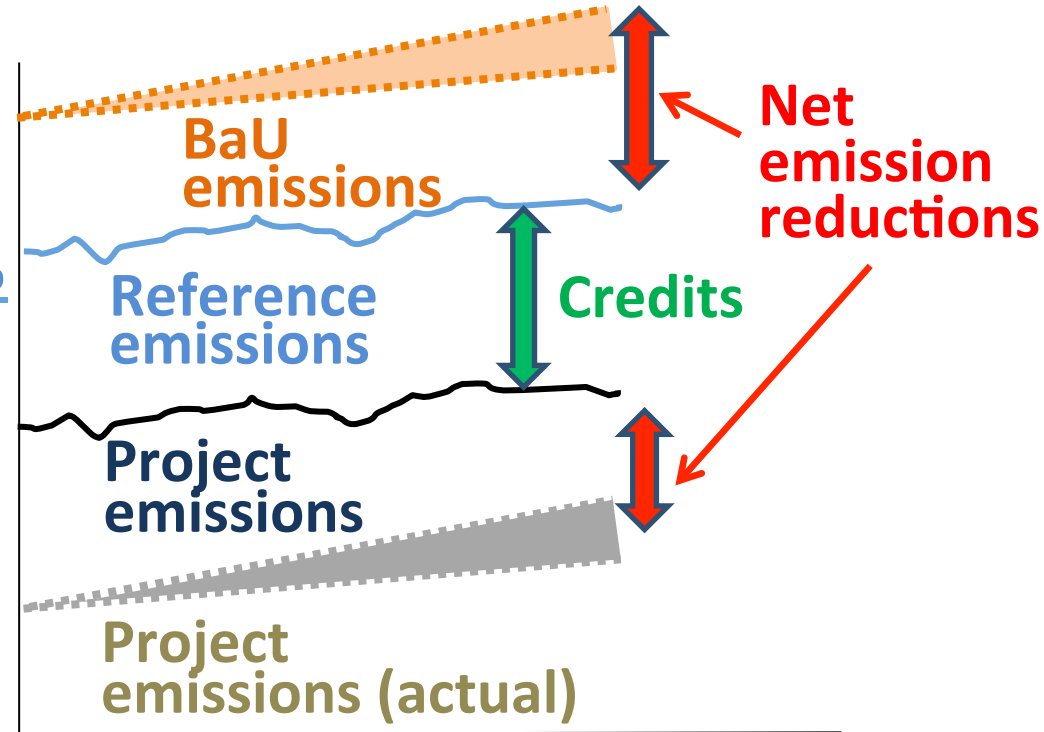 BaU
emissions
Net
emission
reductions
Reference
emissions
Credits
Project
emissions
Project
emissions (actual)